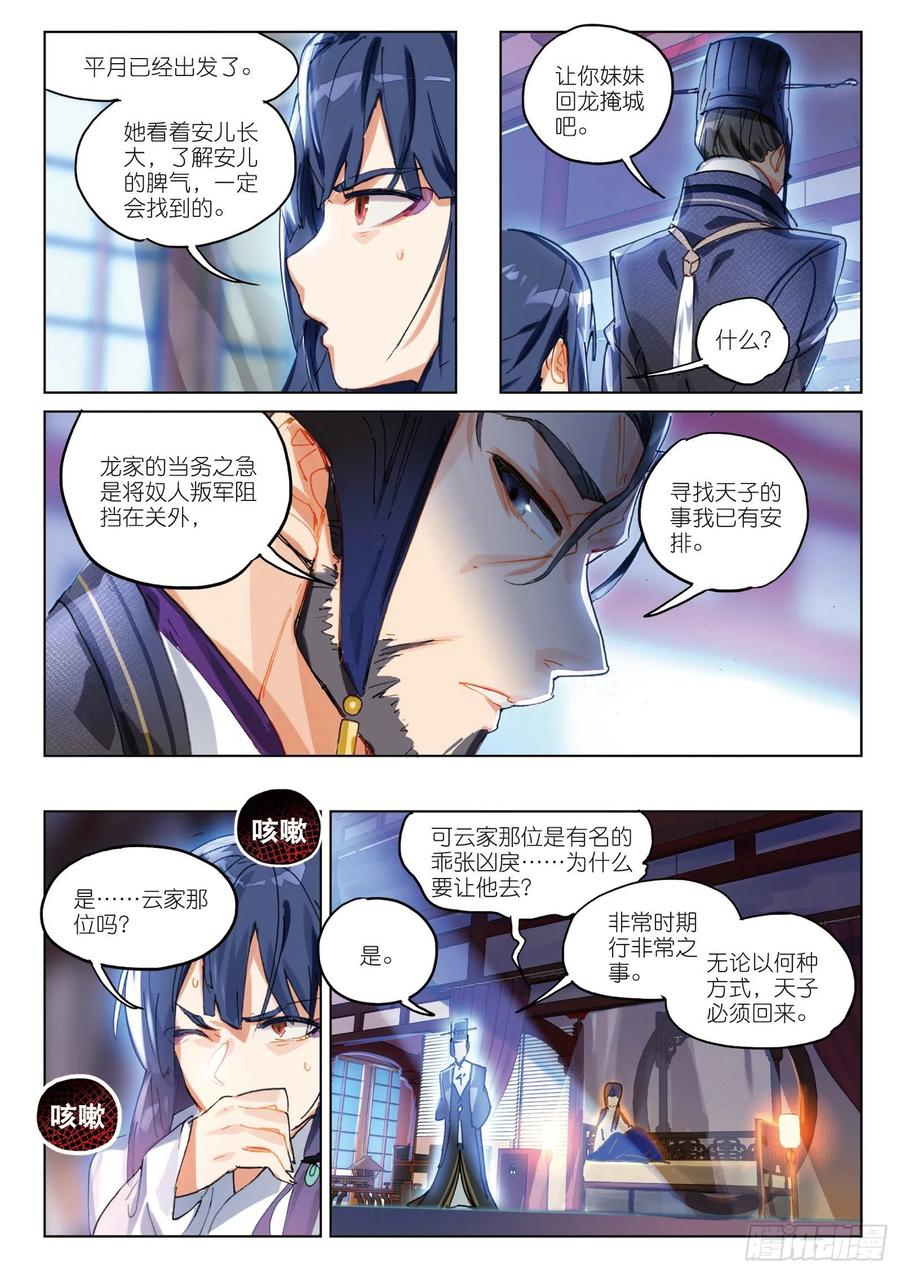 平月已经出发了。
她看着安儿长
大，了解安儿
的脾气，一定
会找到的。
让你妹妹
回龙掩城
吧。
什么？
龙家的当务之急
是将奴人叛军阻
挡在关外，
寻找天子的
事我已有安
排。
咳嗽
是……云家那
位吗？
咳嗽
可云家那位是有名的
乖张凶戾……为什么
要让他去？
是。
非常时期
行非常之
事。
无论以何种
方式，天子
必须回来。
腾讯动漫